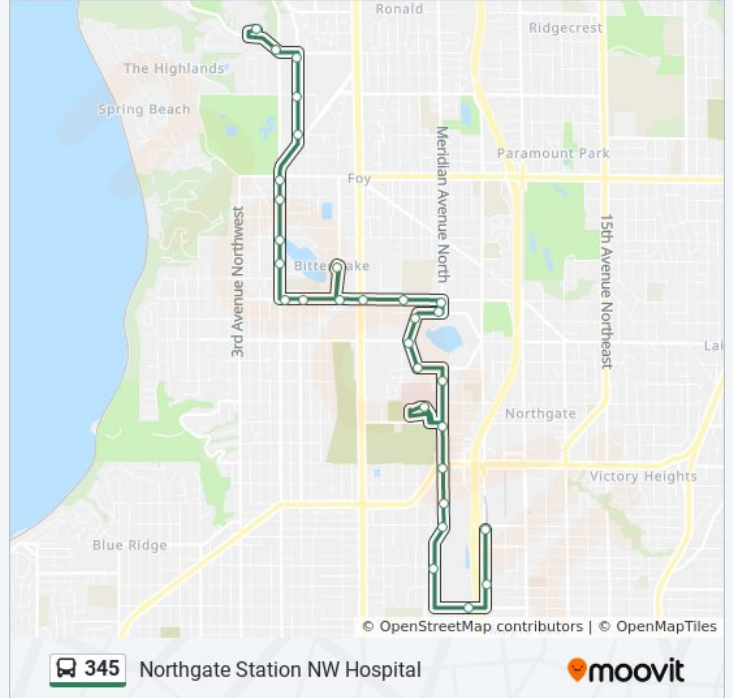 Ronald
Ridgecrest
The Highlands
Spring Beach
Meridian Avenue North
Paramount Park
Foy
3rd Avenue Northwest
15th Avenue Northeast
Bitter Lake
Northgate
Victory Heights
Blue Ridge
© OpenStreetMap contributors | © OpenMapTiles
345 Northgate Station NW Hospital
moovit